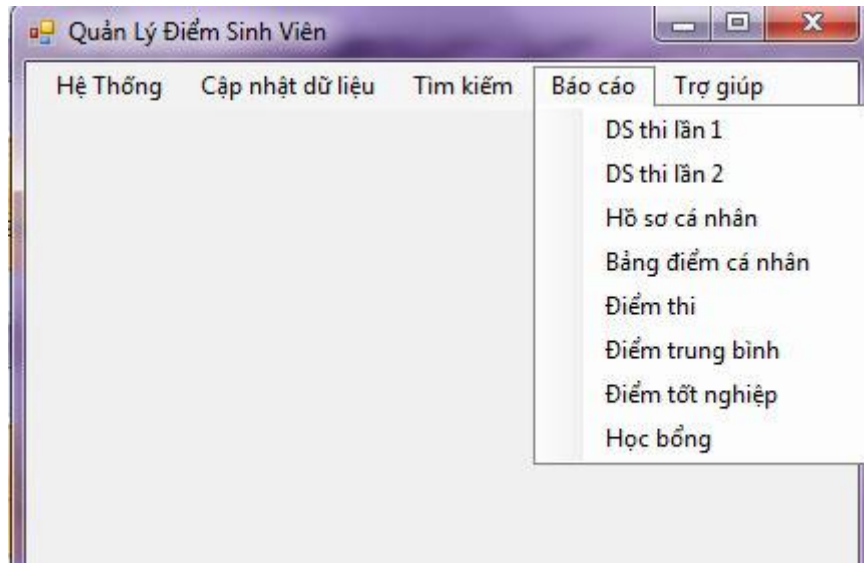 Quản Lý Điểm Sinh Viên
Hệ Thống Cập nhật dữ liệu Tìm kiếm Báo cáo Trợ giúp
DS thi lần 1
DS thi lần 2
Hồ sơ cá nhân
Bảng điểm cá nhân
Điểm thi
Điểm trung bình
Điểm tốt nghiệp
Học bổng